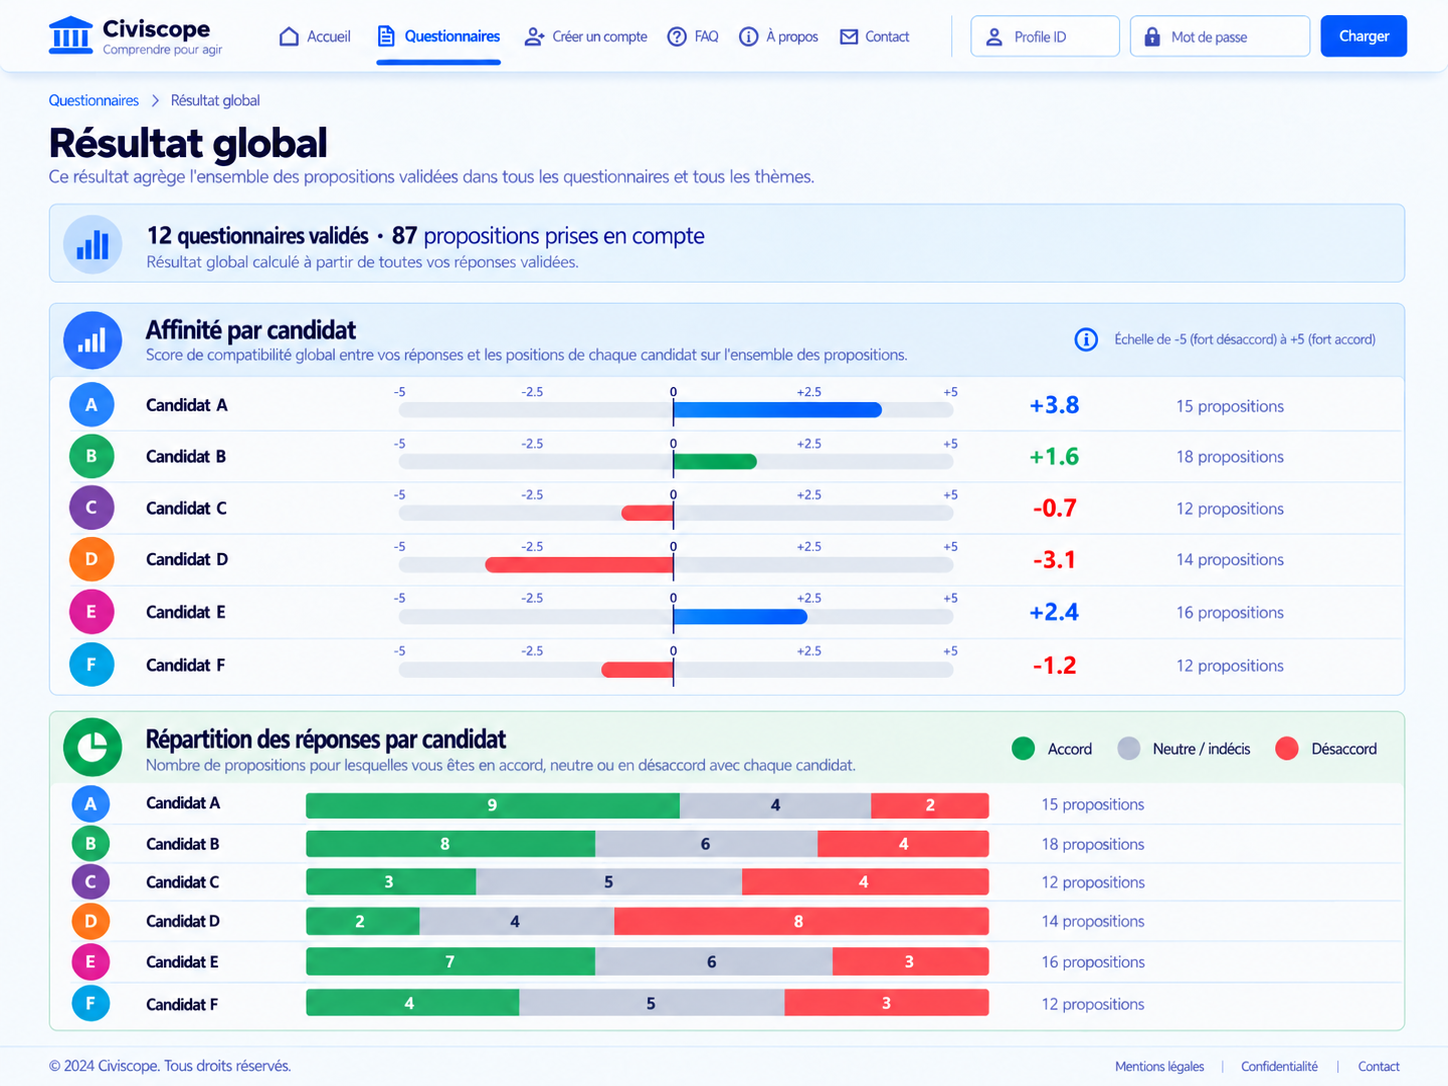 Civiscope
Comprendre pour agir
Accueil
Questionnaires
Créer un compte
FAQ
À propos
Contact
Profile ID
Mot de passe
Charger
Questionnaires > Résultat global
Résultat global
Ce résultat agrège l'ensemble des propositions validées dans tous les questionnaires et tous les thèmes.
12 questionnaires validés · 87 propositions prises en compte
Résultat global calculé à partir de toutes vos réponses validées.
Affinité par candidat
Score de compatibilité global entre vos réponses et les positions de chaque candidat sur l'ensemble des propositions.
Échelle de -5 (fort désaccord) à +5 (fort accord)
-5 -2.5 0 +2.5 +5
A Candidat A +3.8 15 propositions
-5 -2.5 0 +2.5 +5
B Candidat B +1.6 18 propositions
-5 -2.5 0 +2.5 +5
C Candidat C -0.7 12 propositions
-5 -2.5 0 +2.5 +5
D Candidat D -3.1 14 propositions
-5 -2.5 0 +2.5 +5
E Candidat E +2.4 16 propositions
-5 -2.5 0 +2.5 +5
F Candidat F -1.2 12 propositions
Répartition des réponses par candidat
Nombre de propositions pour lesquelles vous êtes en accord, neutre ou en désaccord avec chaque candidat.
Accord
Neutre / indécis
Désaccord
A Candidat A 9 4 2 15 propositions
B Candidat B 8 6 4 18 propositions
C Candidat C 3 5 4 12 propositions
D Candidat D 2 4 8 14 propositions
E Candidat E 7 6 3 16 propositions
F Candidat F 4 5 3 12 propositions
© 2024 Civiscope. Tous droits réservés.
Mentions légales | Confidentialité | Contact